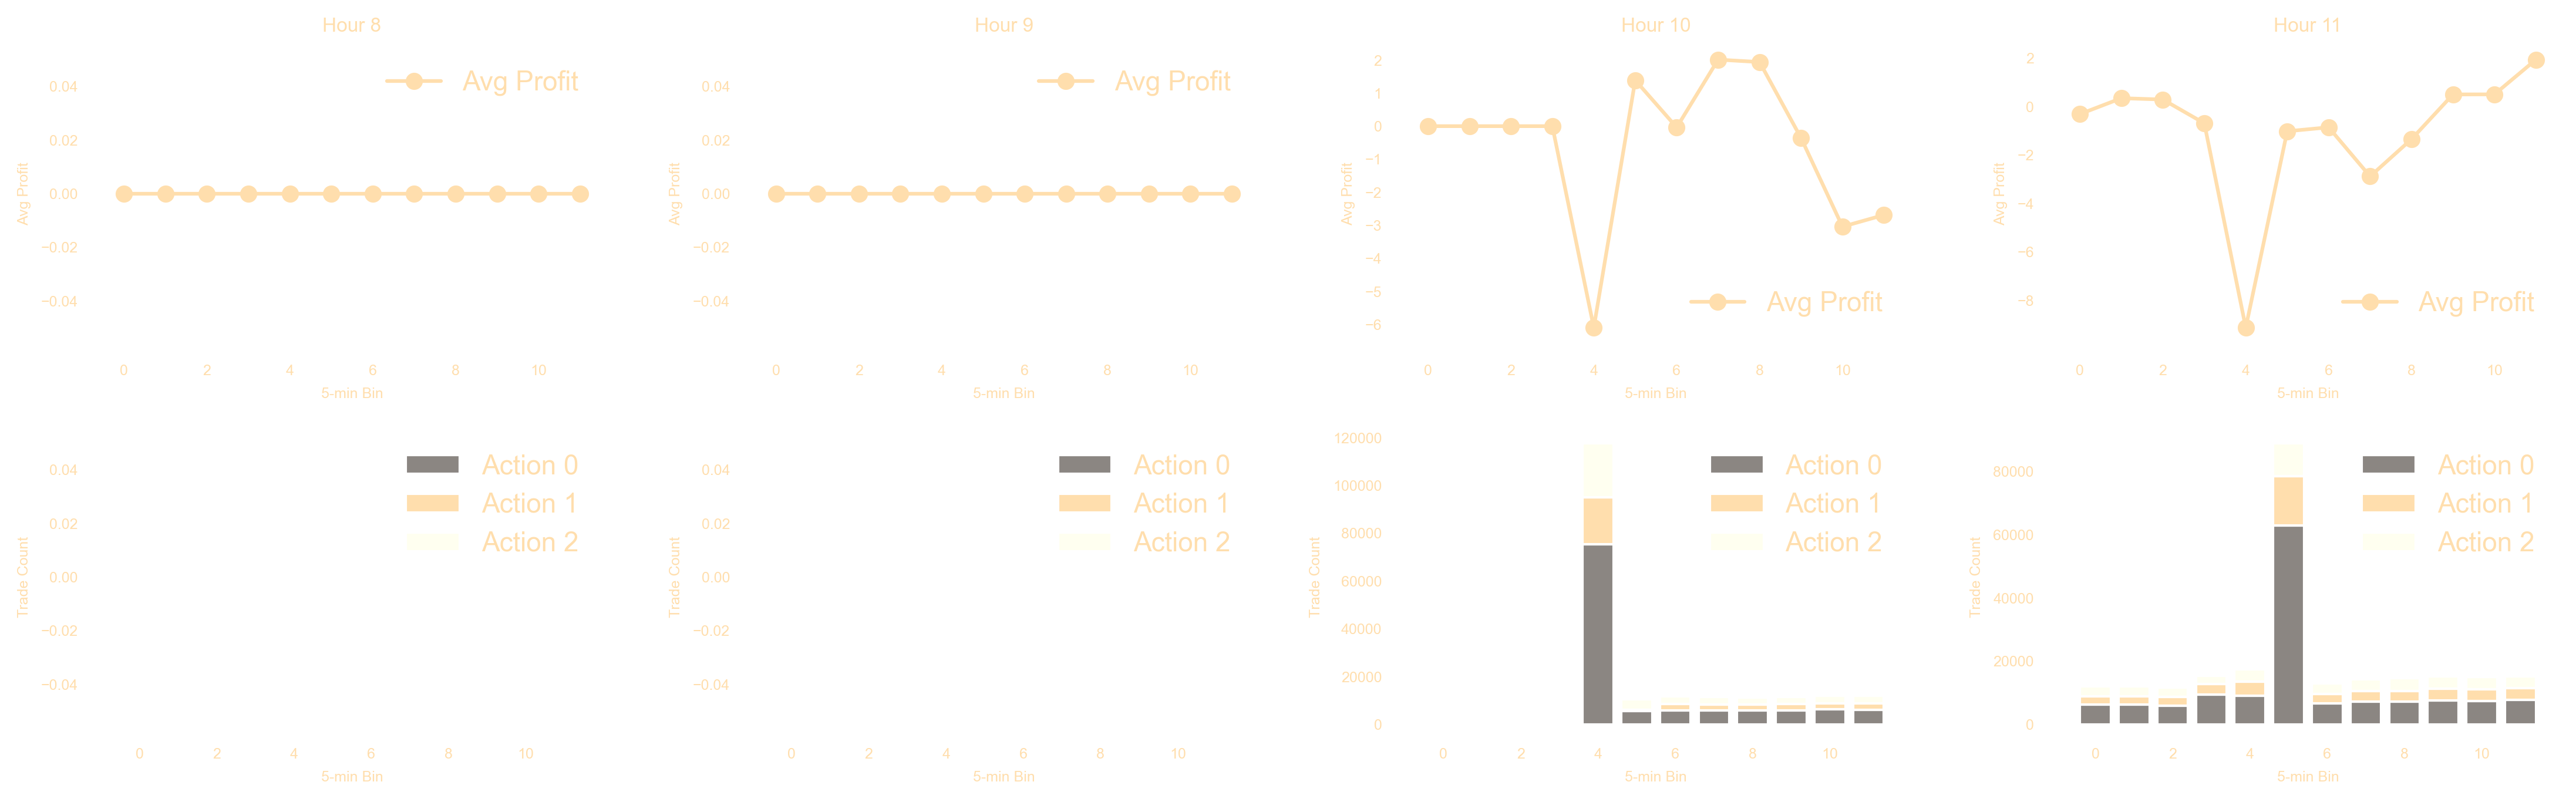 Hour 8
Avg Profit
0.04
0.02
0.00
−0.02
−0.04
Avg Profit
0 2 4 6 8 10
5-min Bin
Hour 9
Avg Profit
0.04
0.02
0.00
−0.02
−0.04
Avg Profit
0 2 4 6 8 10
5-min Bin
Hour 10
2
1
0
−1
−2
−3
−4
−5
−6
Avg Profit
Avg Profit
0 2 4 6 8 10
5-min Bin
Hour 11
2
0
−2
−4
−6
−8
Avg Profit
Avg Profit
0 2 4 6 8 10
5-min Bin
Action 0
Action 1
Action 2
0.04
0.02
0.00
−0.02
−0.04
Trade Count
0 2 4 6 8 10
5-min Bin
Action 0
Action 1
Action 2
0.04
0.02
0.00
−0.02
−0.04
Trade Count
0 2 4 6 8 10
5-min Bin
120000
100000
80000
60000
40000
20000
0
Trade Count
Action 0
Action 1
Action 2
0 2 4 6 8 10
5-min Bin
80000
60000
40000
20000
0
Trade Count
Action 0
Action 1
Action 2
0 2 4 6 8 10
5-min Bin